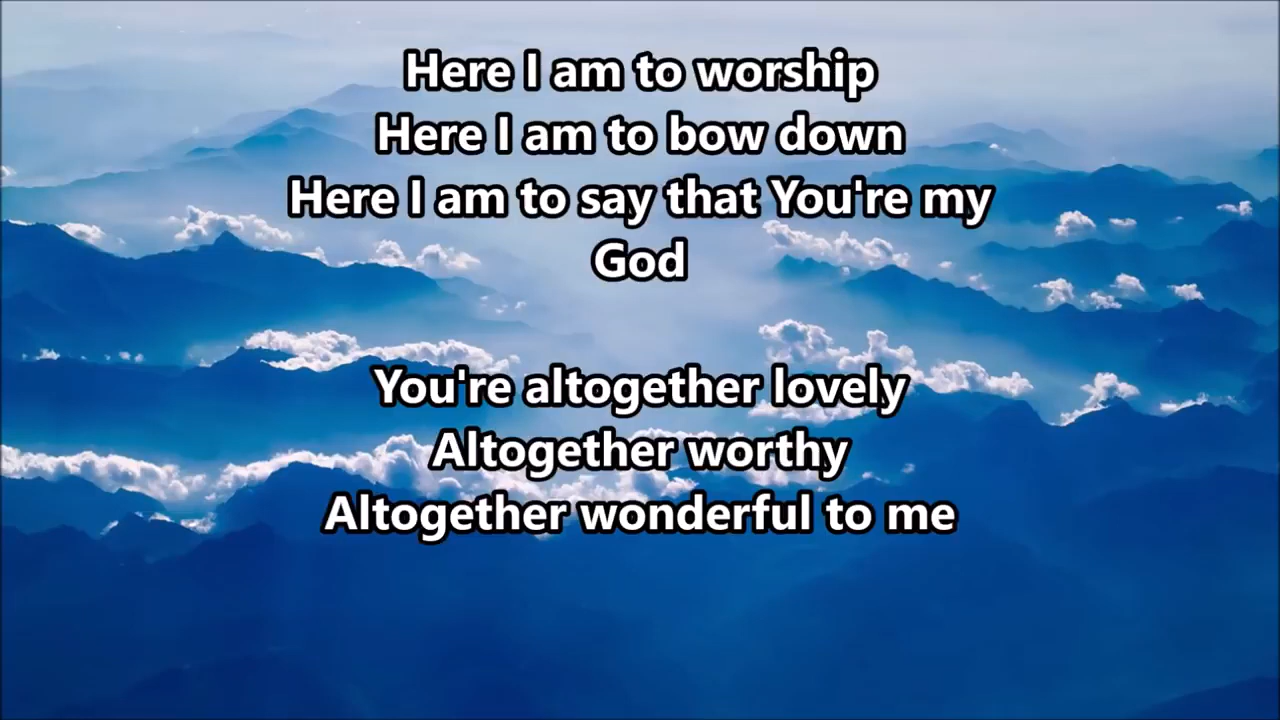 Here I am to worship
Here I am to bow down
Here I am to say that You're my
God
You're altogether lovely
Altogether worthy
Altogether wonderful to me